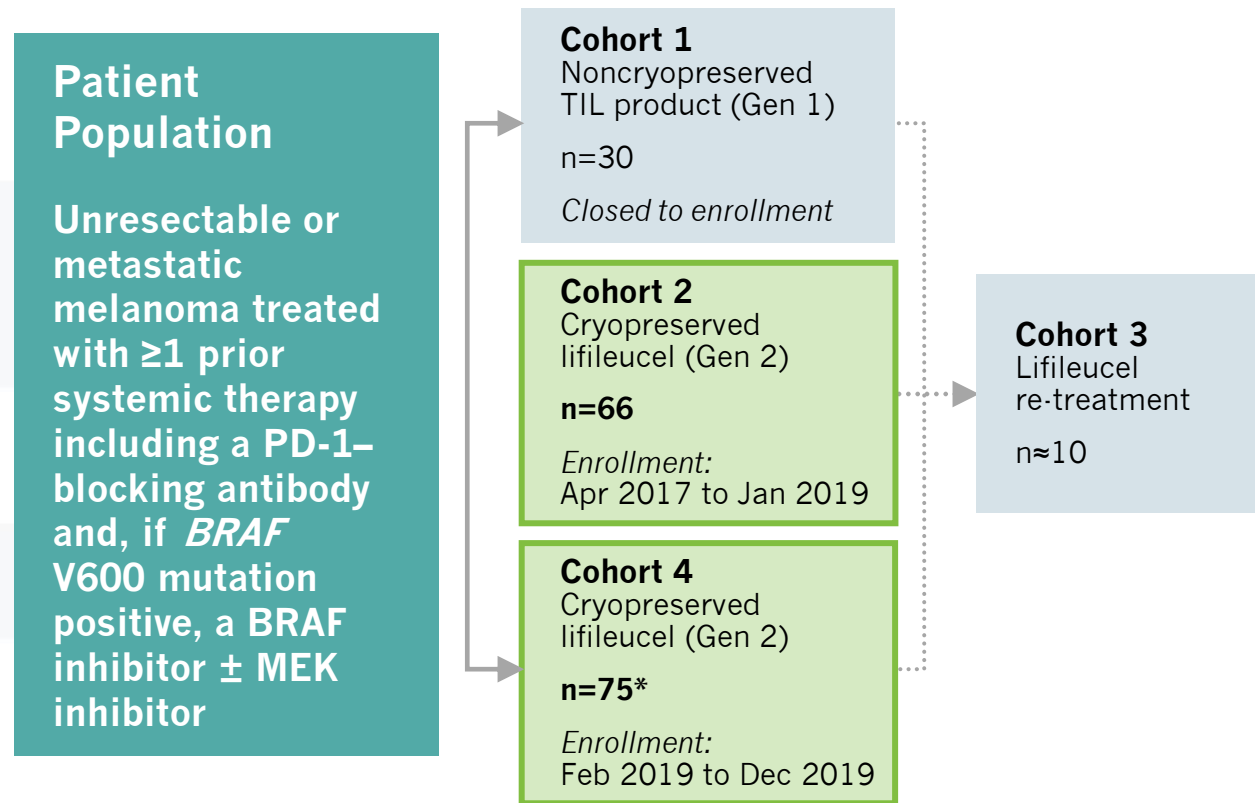 Patient
Population
Unresectable or
metastatic
melanoma treated
with ≥1 prior
systemic therapy
including a PD-1–
blocking antibody
and, if BRAF
V600 mutation
positive, a BRAF
inhibitor ± MEK
inhibitor
Cohort 1
Noncryopreserved
TIL product (Gen 1)
n=30
Closed to enrollment
Cohort 2
Cryopreserved
lifileucel (Gen 2)
n=66
Enrollment:
Apr 2017 to Jan 2019
Cohort 4
Cryopreserved
lifileucel (Gen 2)
n=75*
Enrollment:
Feb 2019 to Dec 2019
Cohort 3
Lifileucel
re-treatment
n≈10